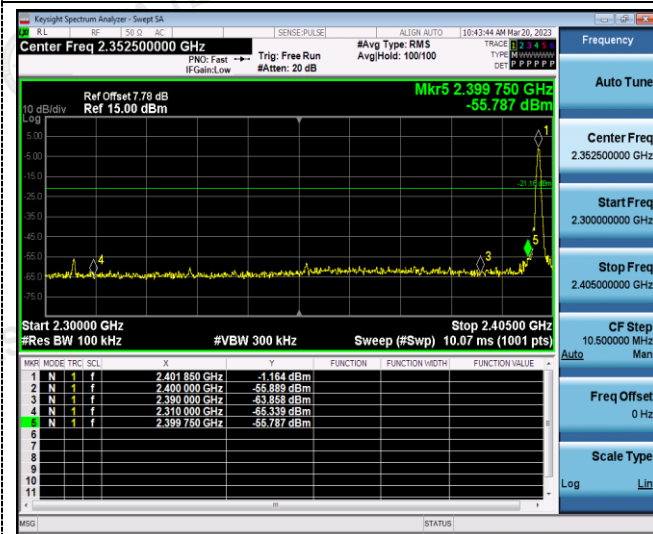 Keysight Spectrum Analyzer - Swept SA
RL RF 50 Ω AC SENSE:PULSE ALIGN AUTO 10:43:44 AM Mar 20, 2023
Center Freq 2.352500000 GHz
PNO: Fast
IFGain:Low
Trig: Free Run
#Atten: 20 dB
#Avg Type: RMS
Avg|Hold: 100/100
TRACE 1 2 3 4 5 6
TYPE M W W W W W
DET P P P P P P
Frequency
Auto Tune
Center Freq
2.352500000 GHz
Start Freq
2.300000000 GHz
Stop Freq
2.405000000 GHz
CF Step
10.500000 MHz
Auto Man
Freq Offset
0 Hz
Scale Type
Log Lin
Ref Offset 7.78 dB
10 dB/div Ref 15.00 dBm
Log
Mkr5 2.399 750 GHz
-55.787 dBm
5.00
-5.00
-15.0
-25.0
-35.0
-45.0
-55.0
-65.0
-75.0
-21.16 dBm
1
5
3
4
Start 2.30000 GHz Stop 2.40500 GHz
#Res BW 100 kHz #VBW 300 kHz Sweep (#Swp) 10.07 ms (1001 pts)
MKR MODE TRC SCL X Y FUNCTION FUNCTION WIDTH FUNCTION VALUE
1 N 1 f 2.401 850 GHz -1.164 dBm
2 N 1 f 2.400 000 GHz -55.889 dBm
3 N 1 f 2.390 000 GHz -63.858 dBm
4 N 1 f 2.310 000 GHz -65.339 dBm
5 N 1 f 2.399 750 GHz -55.787 dBm
6
7
8
9
10
11
MSG STATUS